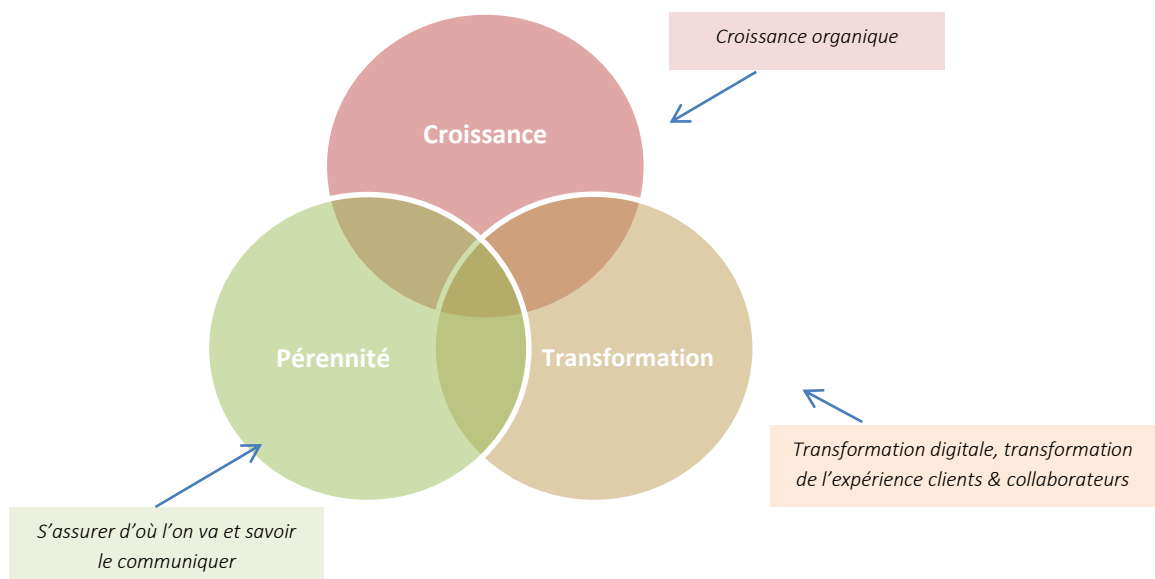 Croissance organique
Croissance
Pérennité
Transformation
Transformation digitale, transformation
de l’expérience clients & collaborateurs
S’assurer d’où l’on va et savoir
le communiquer